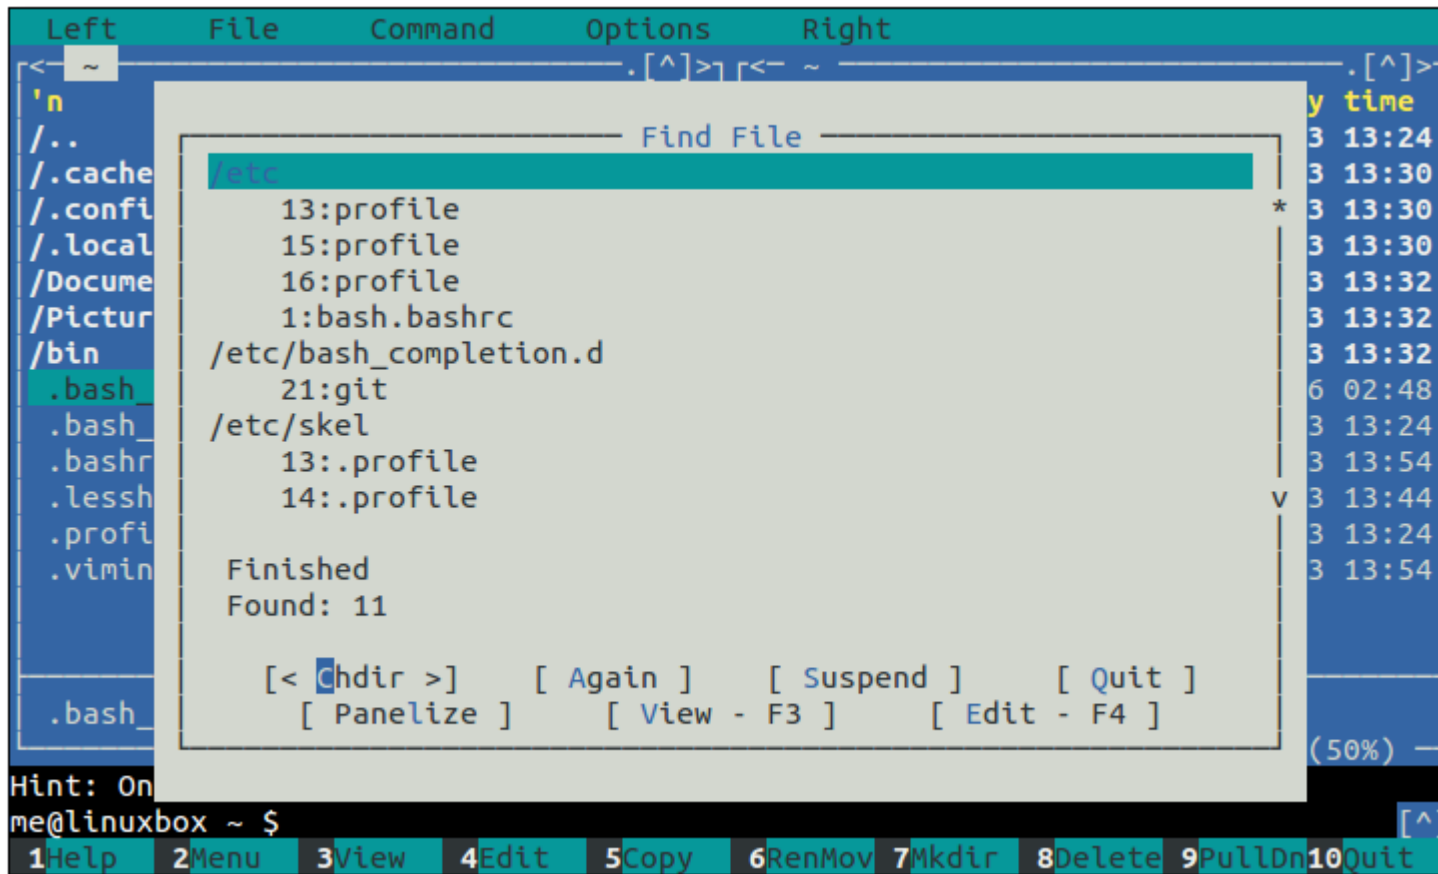 Left File Command Options Right
<─ ~ .[^]> <─ ~ .[^]>
'n y time
/.. Find File 3 13:24
/.cache /etc 3 13:30
/.confi 13:profile * 3 13:30
/.local 15:profile 3 13:30
/Docume 16:profile 3 13:32
/Pictur 1:bash.bashrc 3 13:32
/bin /etc/bash_completion.d 3 13:32
.bash_ 21:git 6 02:48
.bash_ /etc/skel 3 13:24
.bashr 13:.profile 3 13:54
.lessh 14:.profile v 3 13:44
.profi 3 13:24
.vimin Finished 3 13:54
Found: 11
[< Chdir >] [ Again ] [ Suspend ] [ Quit ]
.bash_ [ Panelize ] [ View - F3 ] [ Edit - F4 ]
(50%)
Hint: On
me@linuxbox ~ $ [^]
1Help 2Menu 3View 4Edit 5Copy 6RenMov 7Mkdir 8Delete 9PullDn 10Quit